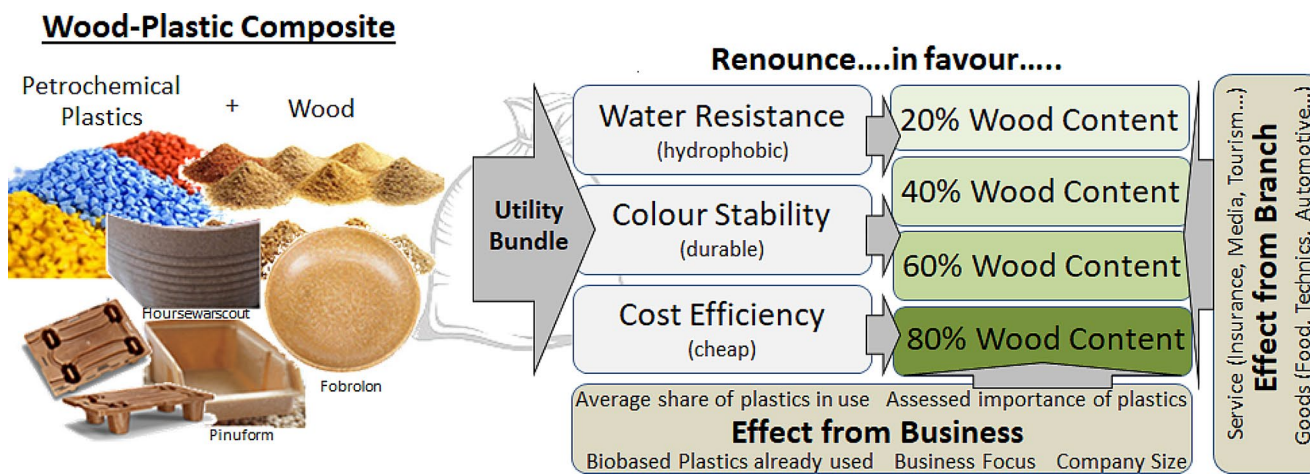 Wood-Plastic Composite
Petrochemical
Plastics
+
Wood
Hoursewarscout
Fobrolon
Pinuform
Utility
Bundle
Renounce....in favour.....
Water Resistance
(hydrophobic)
Colour Stability
(durable)
Cost Efficiency
(cheap)
20% Wood Content
40% Wood Content
60% Wood Content
80% Wood Content
Average share of plastics in use
Assessed importance of plastics
Effect from Business
Biobased Plastics already used
Business Focus
Company Size
Service (Insurance, Media, Tourism...)
Effect from Branch
Goods (Food, Technics, Automotive...)